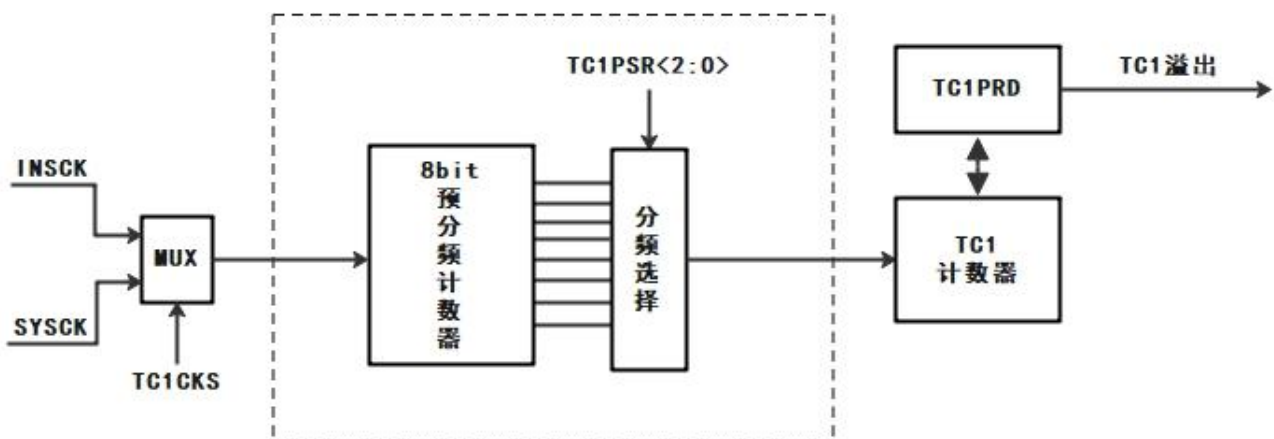 TC1PSR<2:0>
TC1溢出
TC1PRD
INSCK
8bit
预
分
频
计
数
器
分
频
选
择
MUX
TC1
计数器
SYSCK
TC1CKS